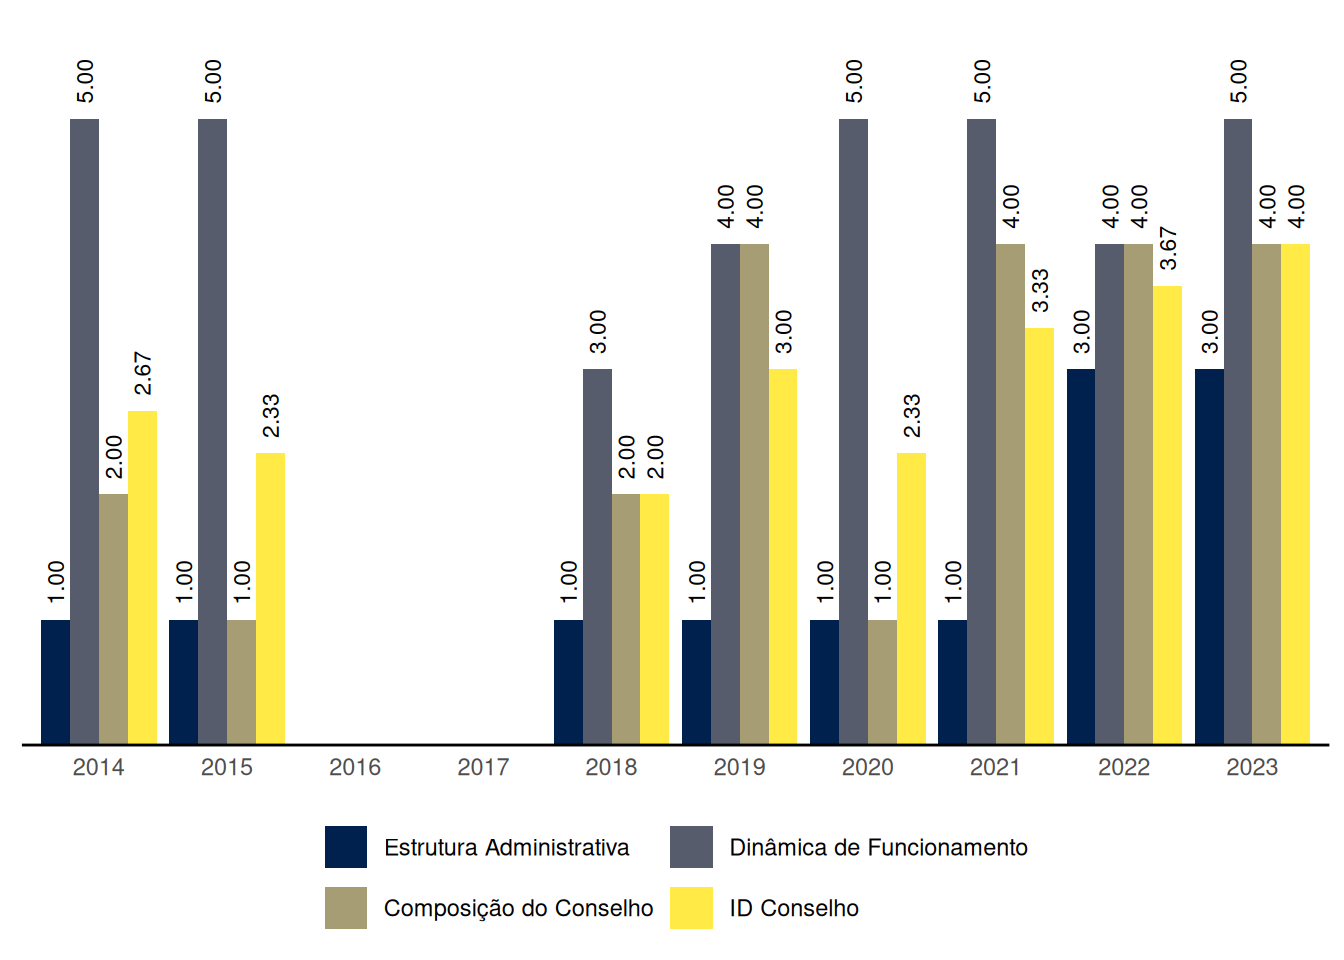 5.00 5.00 5.00 5.00 5.00
4.00 4.00 4.00 4.00 4.00 4.00 4.00
3.67
3.33
3.00 3.00 3.00 3.00
2.67
2.33 2.33
2.00 2.00 2.00
1.00 1.00 1.00 1.00 1.00 1.00 1.00 1.00
2014 2015 2016 2017 2018 2019 2020 2021 2022 2023
Estrutura Administrativa Dinâmica de Funcionamento
Composição do Conselho ID Conselho